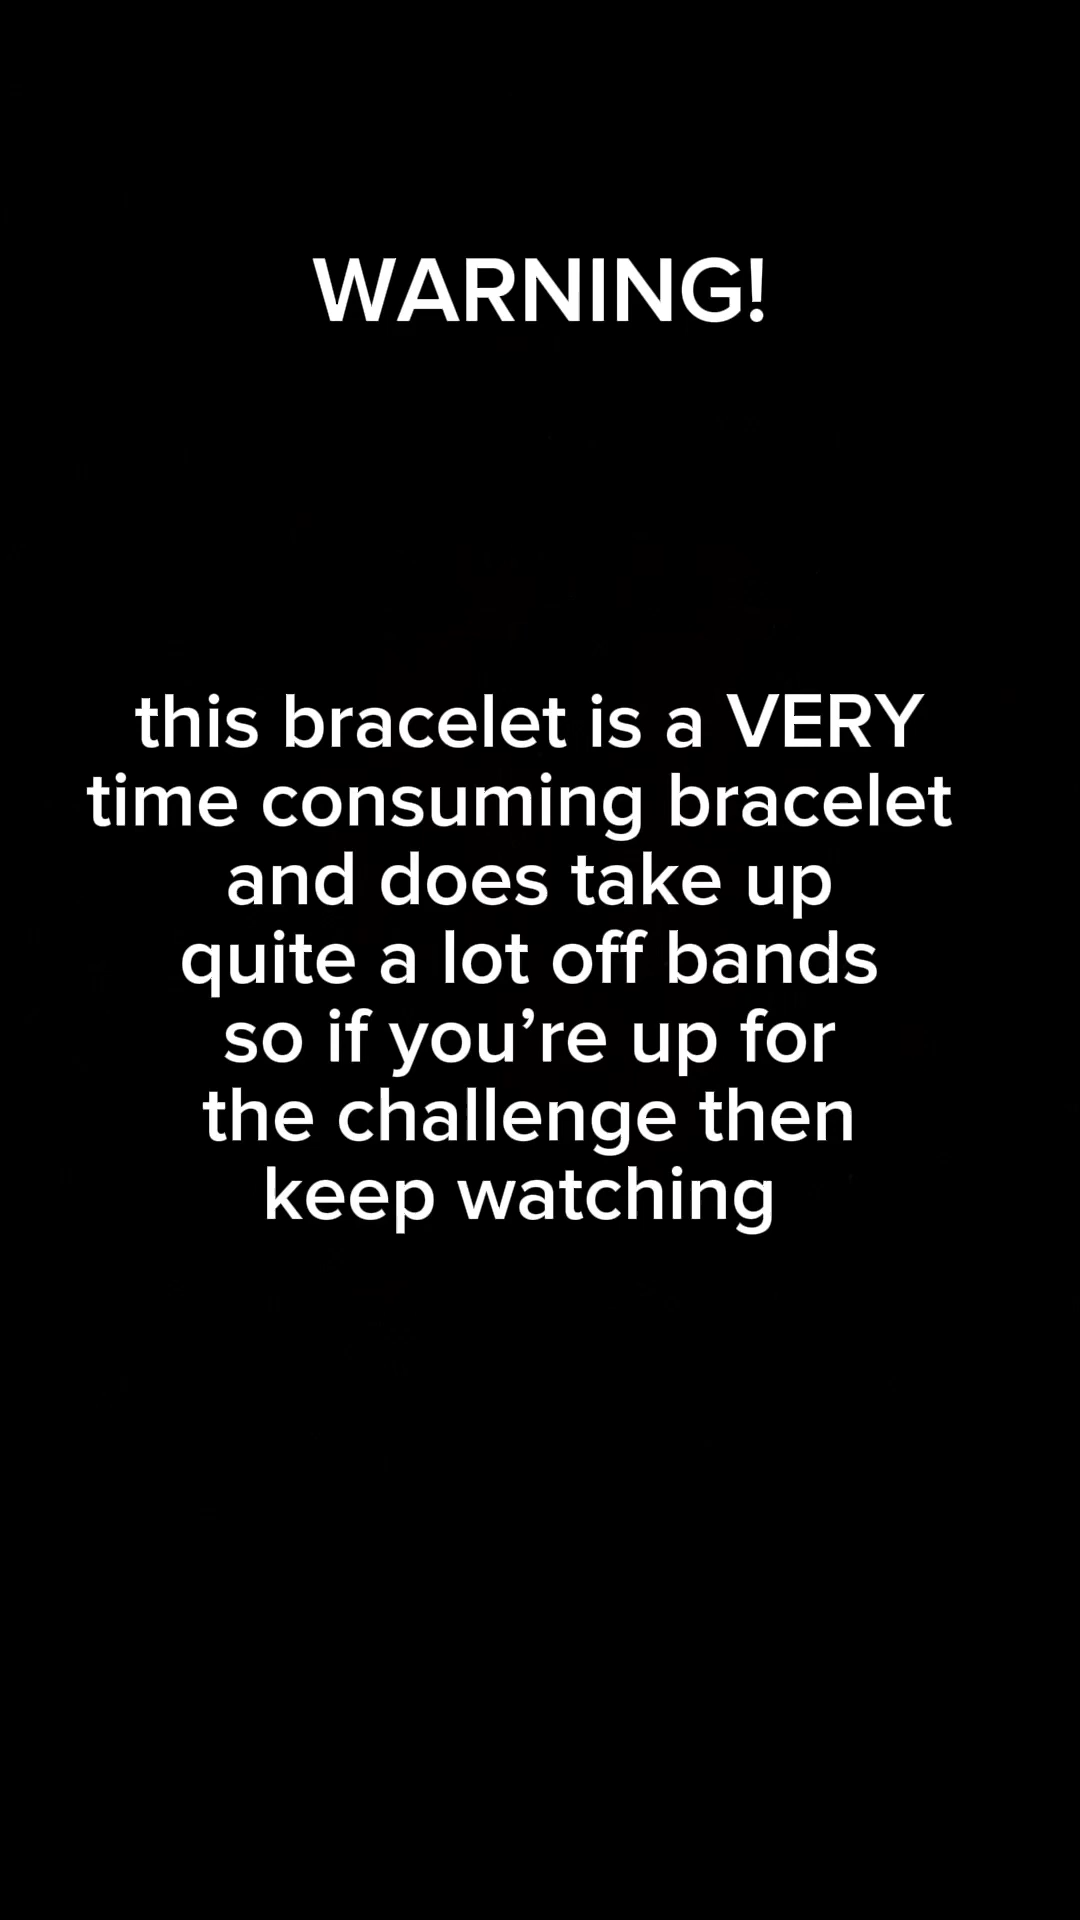 WARNING!
this bracelet is a VERY
time consuming bracelet
and does take up
quite a lot off bands
so if you’re up for
the challenge then
keep watching